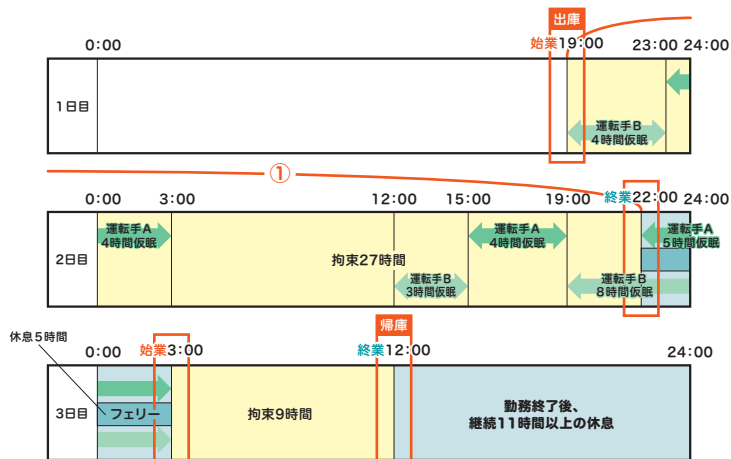 出庫
0:00
始業19:00
23:00
24:00
1日目
運転手B
4時間仮眠
①
0:00
3:00
12:00
15:00
19:00
終業22:00
24:00
2日目
運転手A
4時間仮眠
拘束27時間
運転手B
3時間仮眠
運転手A
4時間仮眠
運転手B
8時間仮眠
運転手A
5時間仮眠
休息5時間
帰庫
0:00
始業3:00
終業12:00
24:00
3日目
フェリー
拘束9時間
勤務終了後、
継続11時間以上の休息